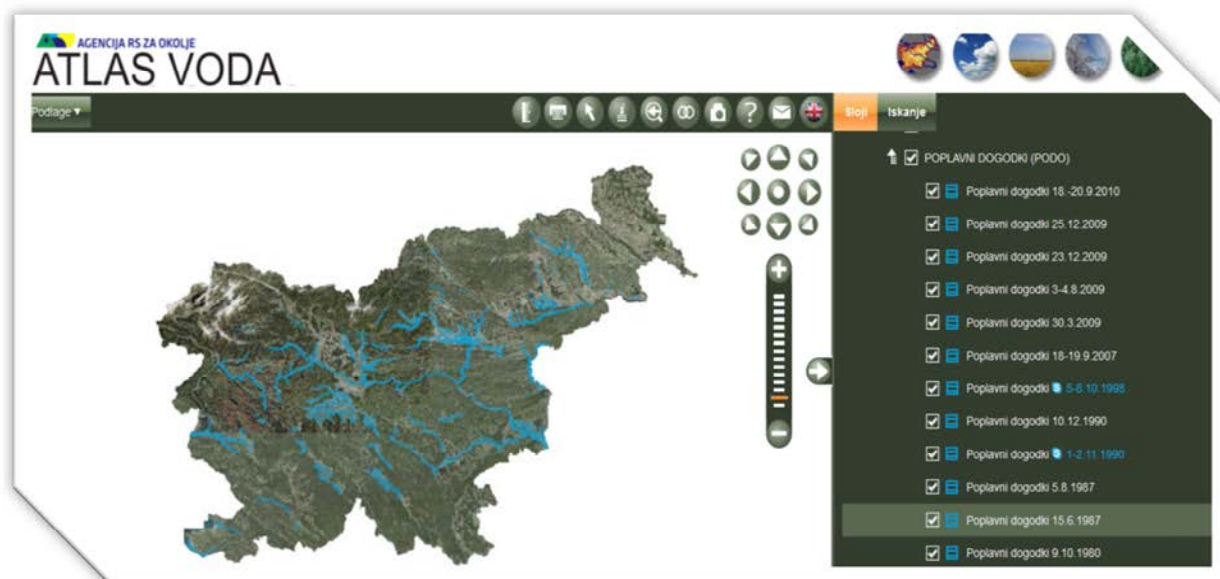 AGENCIJA RS ZA OKOLJE
ATLAS VODA
Podlage ▼
?
Sloji
Iskanje
POPLAVNI DOGODKI (PODO)
Poplavni dogodki 18.-20.9.2010
Poplavni dogodki 25.12.2009
Poplavni dogodki 23.12.2009
Poplavni dogodki 3-4.8.2009
Poplavni dogodki 30.3.2009
Poplavni dogodki 18-19.9.2007
Poplavni dogodki S 5-8.10.1998
Poplavni dogodki 10.12.1990
Poplavni dogodki S 1-2.11.1990
Poplavni dogodki 5.8.1987
Poplavni dogodki 15.6.1987
Poplavni dogodki 9.10.1980